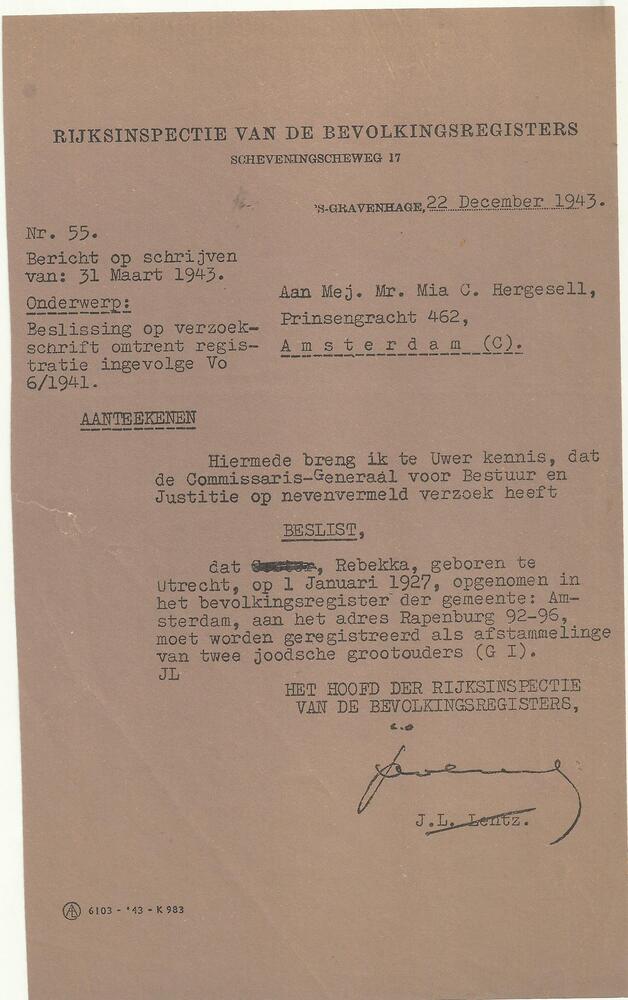 RIJKSINSPECTIE VAN DE BEVOLKINGSREGISTERS
SCHEVENINGSCHEWEG 17
'S-GRAVENHAGE, 22 December 1943.
Nr. 55.
Bericht op schrijven
van: 31 Maart 1943.
Onderwerp:
Beslissing op verzoek-
schrift omtrent regis-
tratie ingevolge Vo
6/1941.
Aan Mej. Mr. Mia C. Hergesell,
Prinsengracht 462,
Amsterdam (C).
AANTEEKENEN
Hiermede breng ik te Uwer kennis, dat
de Commissaris-Generaal voor Bestuur en
Justitie op nevenvermeld verzoek heeft
BESLIST,
dat , Rebekka, geboren te
Utrecht, op 1 Januari 1927, opgenomen in
het bevolkingsregister der gemeente: Am-
sterdam, aan het adres Rapenburg 92-96,
moet worden geregistreerd als afstammelinge
van twee joodsche grootouders (G I).
JL
HET HOOFD DER RIJKSINSPECTIE
VAN DE BEVOLKINGSREGISTERS,
J.L. Lentz.
6103 - '43 - K 983